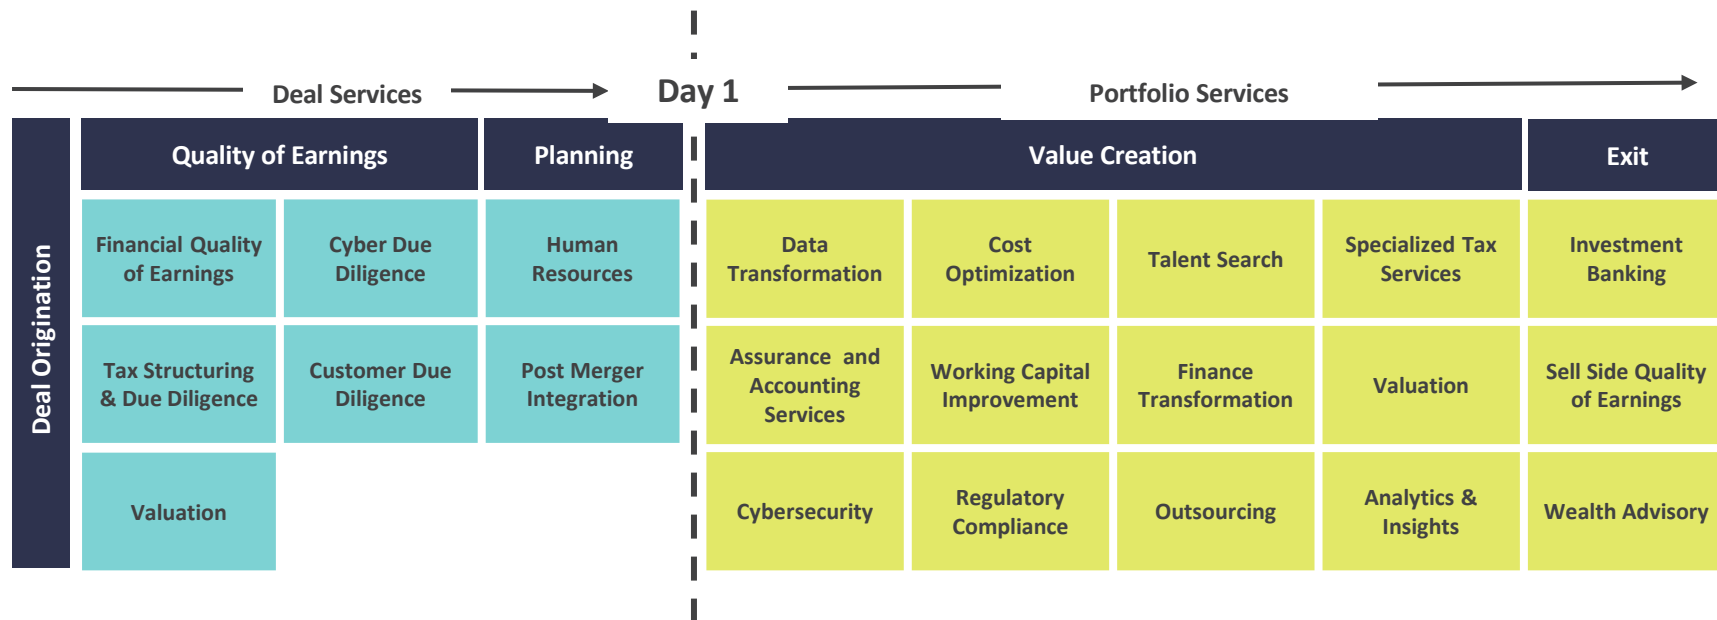 Deal Services
Day 1
Portfolio Services
Deal Origination
Quality of Earnings
Planning
Value Creation
Exit
Financial Quality
of Earnings
Cyber Due
Diligence
Human
Resources
Data
Transformation
Cost
Optimization
Talent Search
Specialized Tax
Services
Investment
Banking
Tax Structuring
& Due Diligence
Customer Due
Diligence
Post Merger
Integration
Assurance and
Accounting
Services
Working Capital
Improvement
Finance
Transformation
Valuation
Sell Side Quality
of Earnings
Valuation
Cybersecurity
Regulatory
Compliance
Outsourcing
Analytics &
Insights
Wealth Advisory